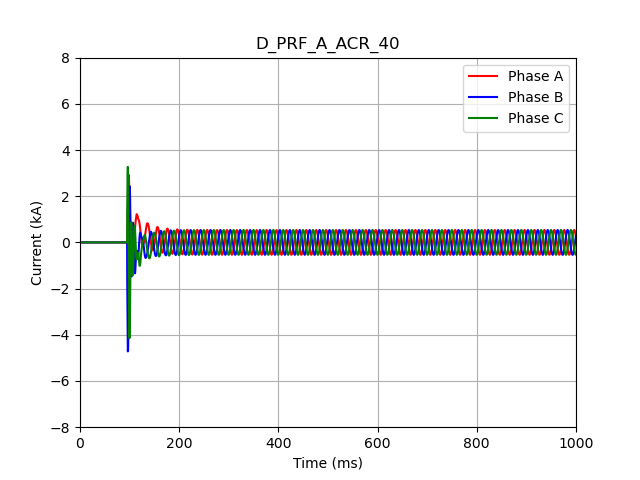 D_PRF_A_ACR_40
8
6
4
2
0
−2
−4
−6
−8
Current (kA)
Phase A
Phase B
Phase C
0 200 400 600 800 1000
Time (ms)